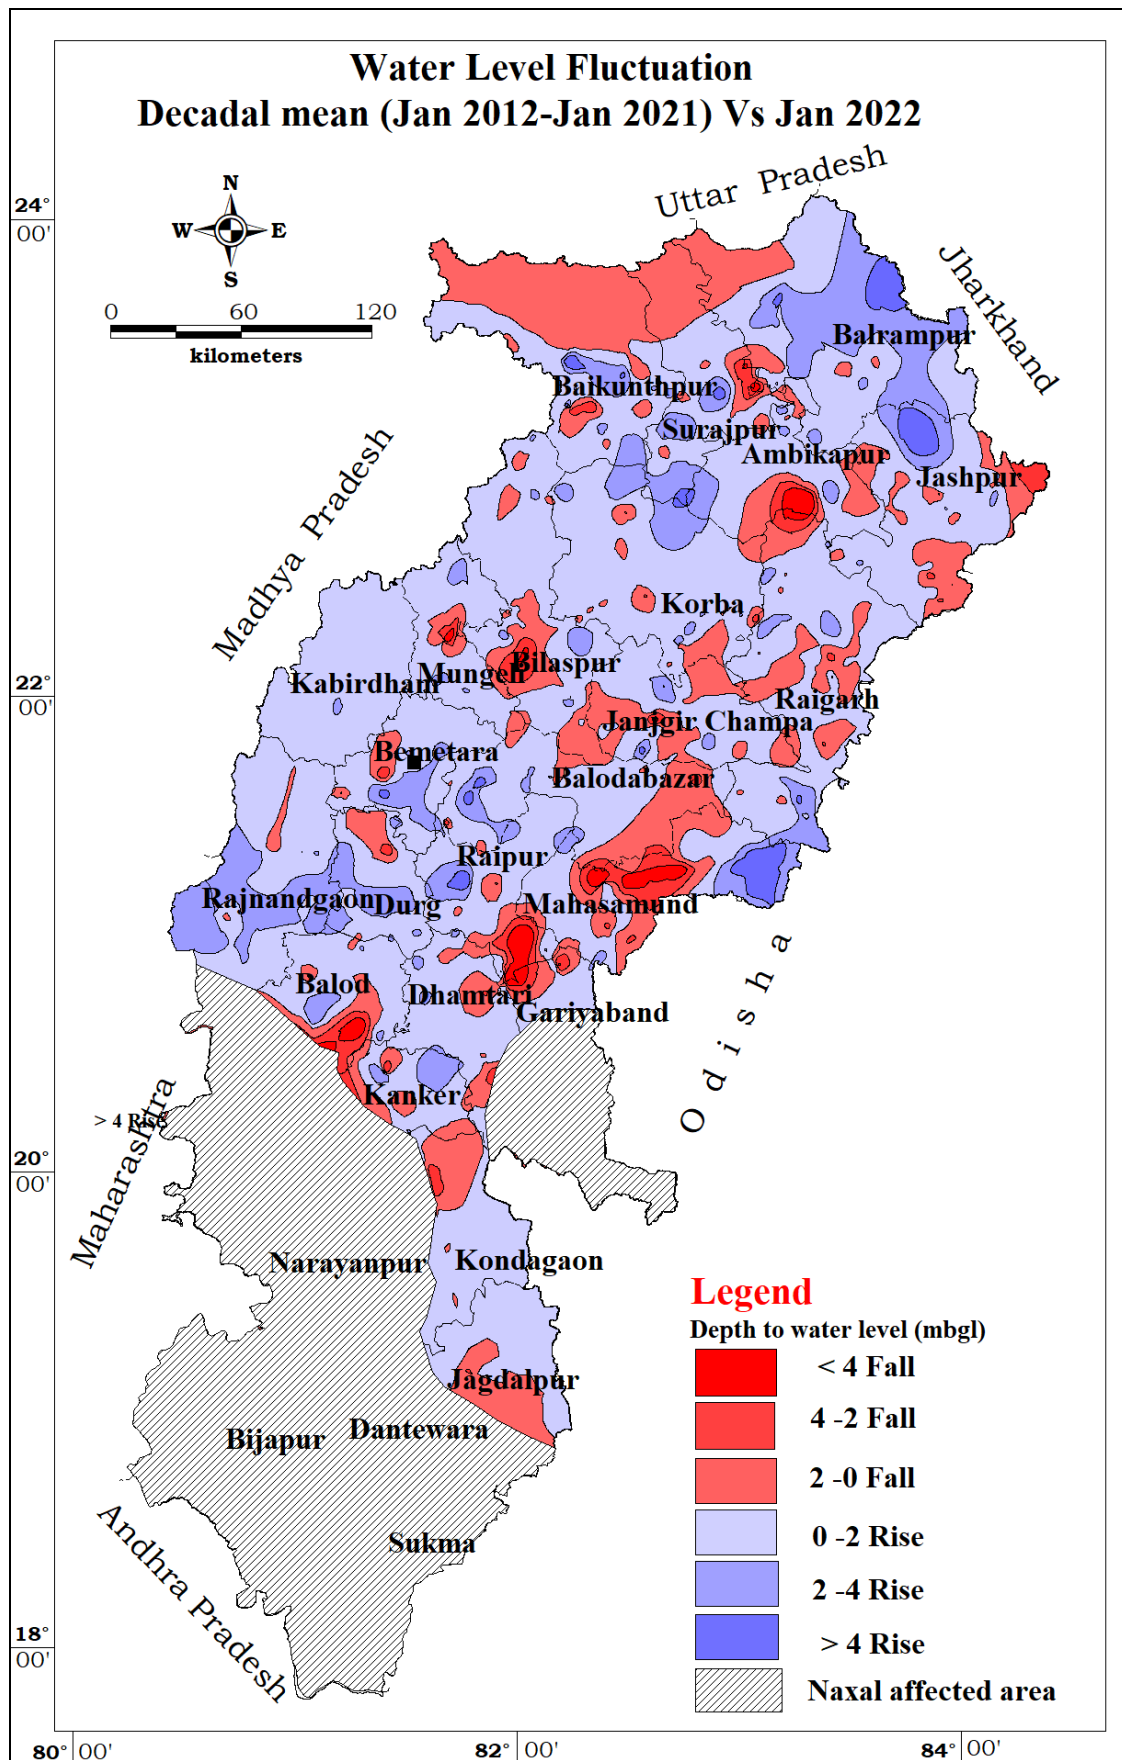 Water Level Fluctuation
Decadal mean (Jan 2012-Jan 2021) Vs Jan 2022
Uttar Pradesh
N
W E
S
24°
00'
Jharkhand
0 60 120
kilometers
Balrampur
Baikunthpur
Surajpur
Ambikapur
Jashpur
Madhya Pradesh
Korba
Bilaspur
Mungeli
Kabirdham
22°
00'
Raigarh
Janjgir Champa
Bemetara
Balodabazar
Raipur
Rajnandgaon
Durg
Mahasamund
Balod
Dhamtari
Gariyaband
Odisha
Kanker
> 4 Rise
Maharashtra
20°
00'
Narayanpur
Kondagaon
Jagdalpur
Dantewara
Bijapur
Sukma
Andhra Pradesh
Legend
Depth to water level (mbgl)
< 4 Fall
4 -2 Fall
2 -0 Fall
0 -2 Rise
2 -4 Rise
> 4 Rise
Naxal affected area
18°
00'
80° 00' 82° 00' 84° 00'